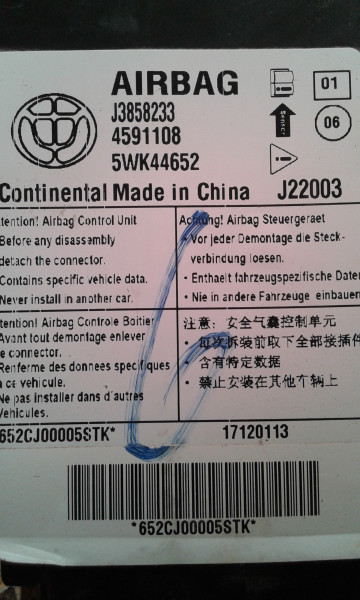 AIRBAG
01
J3858233
4591108
Sensor
06
5WK44652
Continental Made in China J22003
tention! Airbag Control Unit
Before any disassembly
detach the connector.
Contains specific vehicle data.
Never install in another car.
Achtung! Airbag Steuergeraet
• Vor jeder Demontage die Steck-
verbindung loesen.
• Enthaelt fahrzeugspezifische Daten
• Nie in andere Fahrzeuge einbauen
tention! Airbag Controle Boitier
Avant tout demontage enlever
e connector.
Renferme des donnees specifiques
a ce vehicule.
Ne pas installer dans d'autres
Vehicules.
注意: 安全气囊控制单元
• 每次拆装前取下全部接插件
• 含有特定数据
• 禁止安装在其他车辆上
652CJ00005STK*
17120113
*652CJ00005STK*